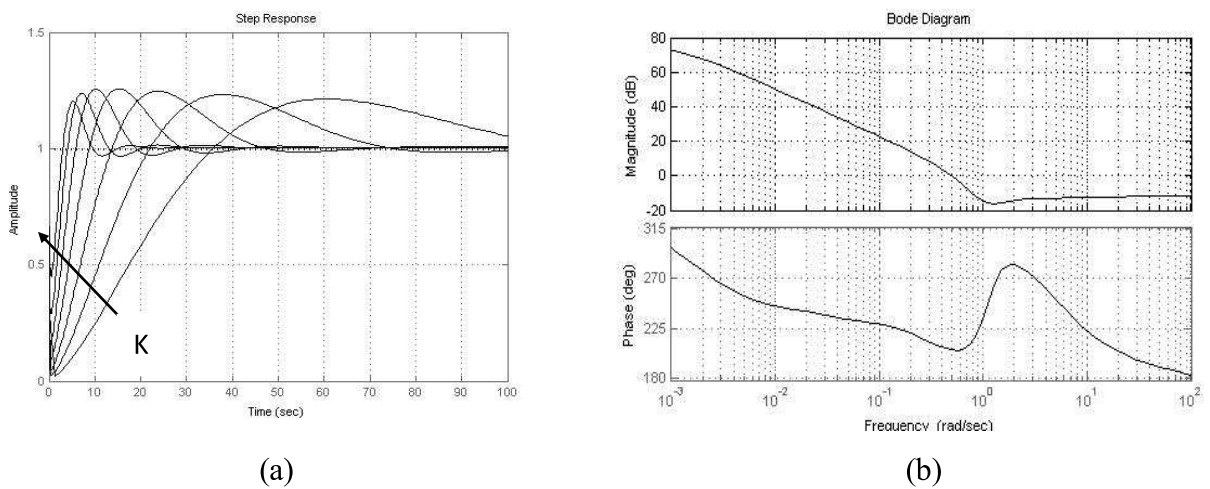 Step Response
1.5
1
0.5
0
Amplitude
K
0 10 20 30 40 50 60 70 80 90 100
Time (sec)
(a)
Bode Diagram
80
60
40
20
0
-20
Magnitude (dB)
315
270
225
180
Phase (deg)
10^-3 10^-2 10^-1 10^0 10^1 10^2
Frequency (rad/sec)
(b)